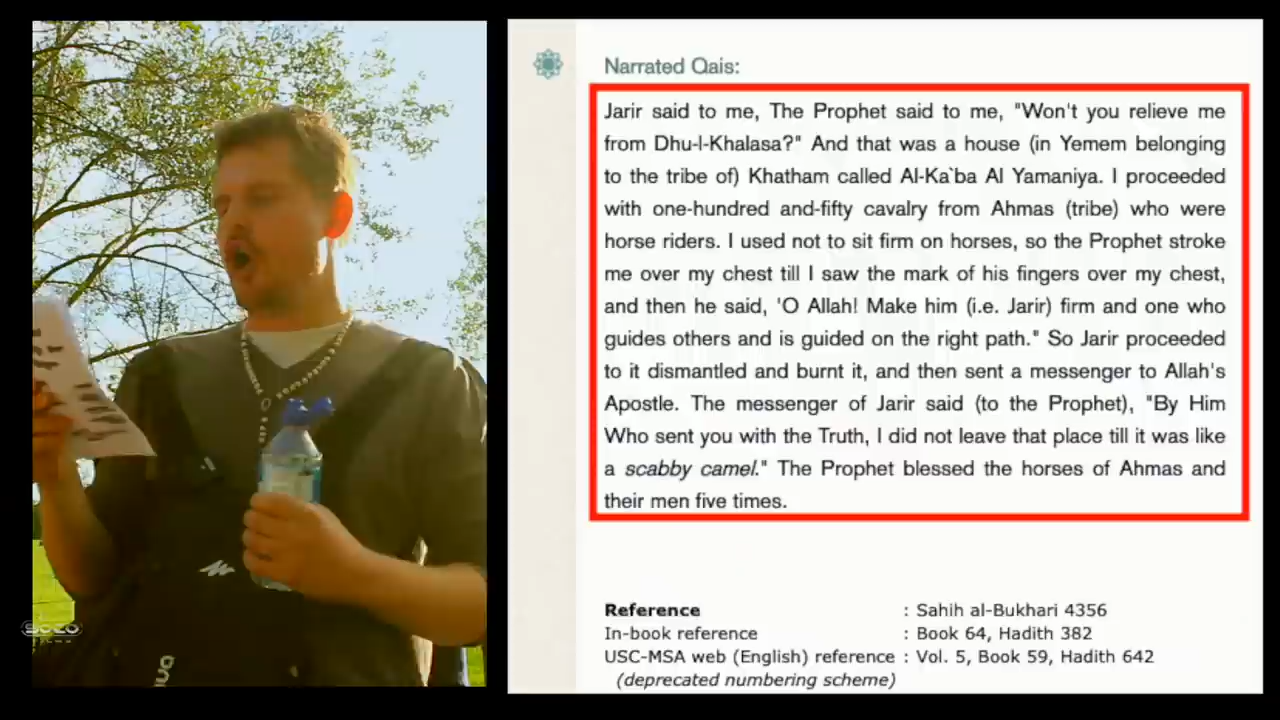 Narrated Qais:
Jarir said to me, The Prophet said to me, "Won't you relieve me
from Dhu-l-Khalasa?" And that was a house (in Yemem belonging
to the tribe of) Khatham called Al-Ka`ba Al Yamaniya. I proceeded
with one-hundred and-fifty cavalry from Ahmas (tribe) who were
horse riders. I used not to sit firm on horses, so the Prophet stroke
me over my chest till I saw the mark of his fingers over my chest,
and then he said, 'O Allah! Make him (i.e. Jarir) firm and one who
guides others and is guided on the right path." So Jarir proceeded
to it dismantled and burnt it, and then sent a messenger to Allah's
Apostle. The messenger of Jarir said (to the Prophet), "By Him
Who sent you with the Truth, I did not leave that place till it was like
a scabby camel." The Prophet blessed the horses of Ahmas and
their men five times.
Reference : Sahih al-Bukhari 4356
In-book reference : Book 64, Hadith 382
USC-MSA web (English) reference : Vol. 5, Book 59, Hadith 642
(deprecated numbering scheme)
SOZO
FILMS